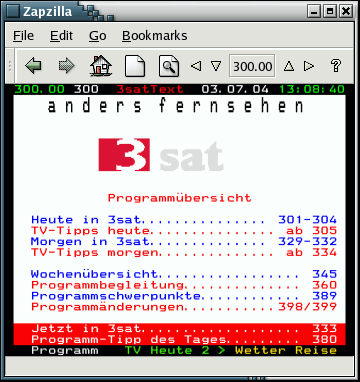 Zapzilla
File Edit Go Bookmarks
300.00
300.00 300 3satText 03.07.04 13:08:40
anders fernsehen
3sat
Programmübersicht
Heute in 3sat............... 301-304
TV-Tipps heute............... ab 305
Morgen in 3sat.............. 329-332
TV-Tipps morgen.............. ab 334
Wochenübersicht................. 345
Programmbegleitung.............. 360
Programmschwerpunkte............ 389
Programmänderungen.......... 398/399
Jetzt in 3sat................... 333
Programm-Tipp des Tages......... 380
Programm TV Heute 2 > Wetter Reise